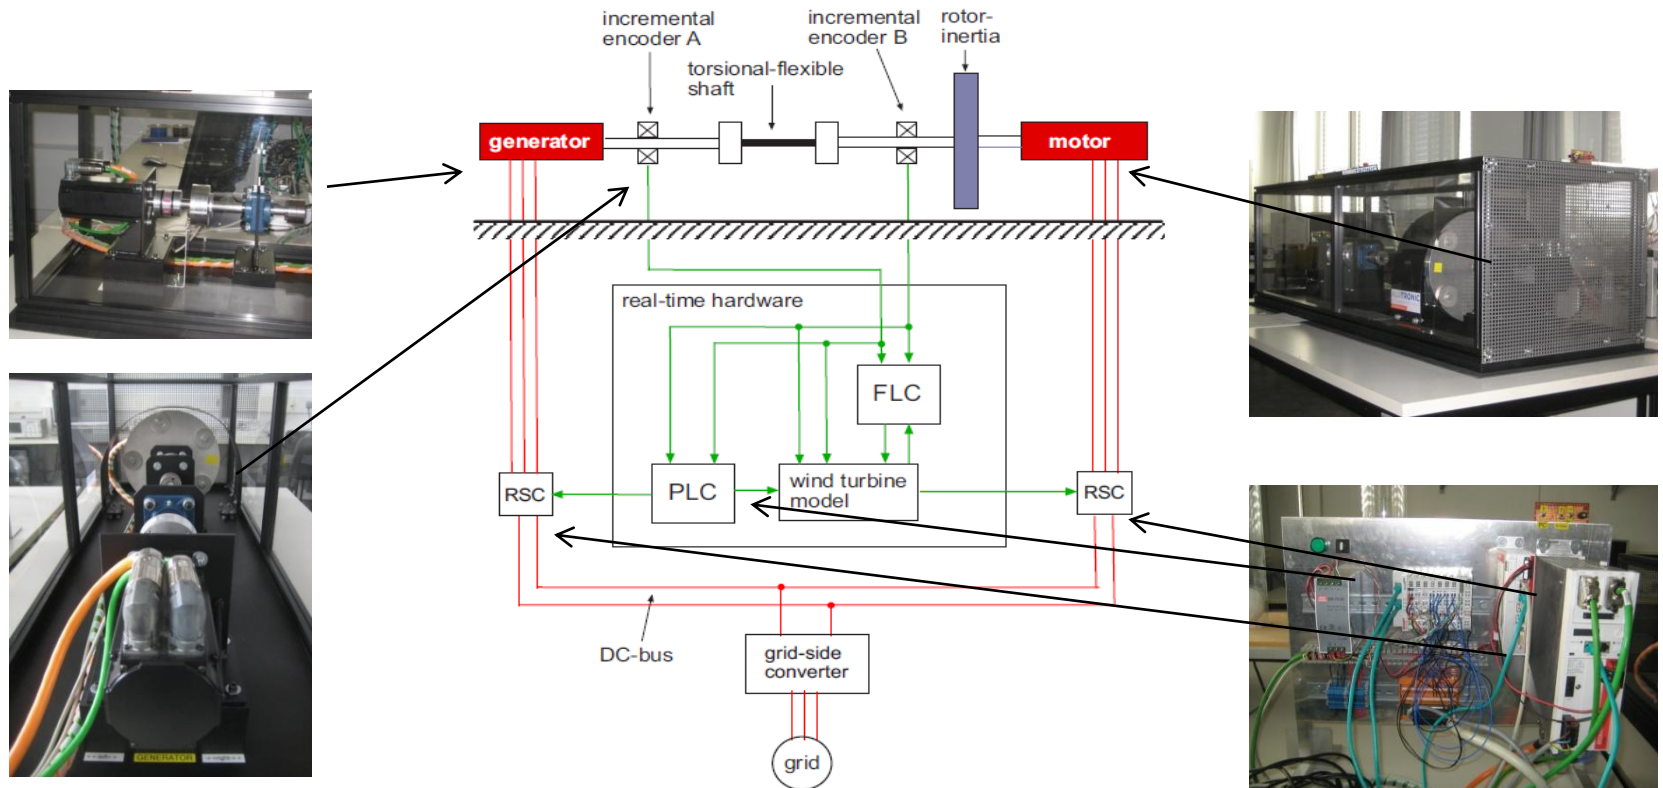 incremental
encoder A
incremental
encoder B
rotor-
inertia
torsional-flexible
shaft
generator
motor
real-time hardware
FLC
RSC
PLC
wind turbine
model
RSC
DC-bus
grid-side
converter
grid
GENERATOR